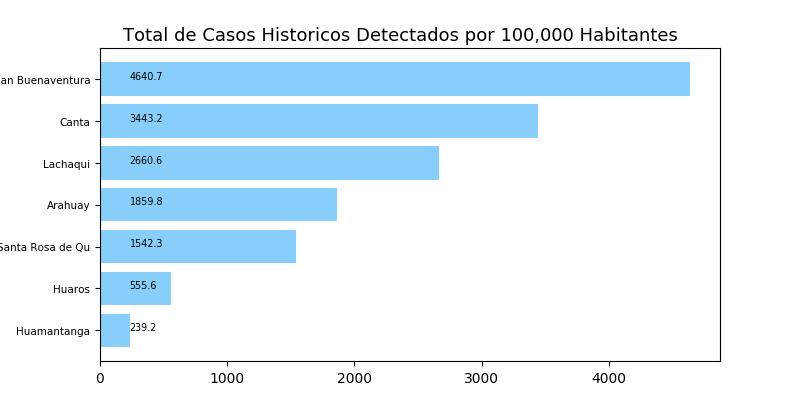 Total de Casos Historicos Detectados por 100,000 Habitantes
an Buenaventura
4640.7
Canta
3443.2
Lachaqui
2660.6
Arahuay
1859.8
Santa Rosa de Qu
1542.3
Huaros
555.6
Huamantanga
239.2
0 1000 2000 3000 4000